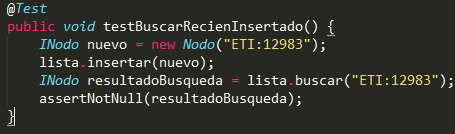 @Test
public void testBuscarRecienInsertado() {
    INodo nuevo = new Nodo("ETI:12983");
    lista.insertar(nuevo);
    INodo resultadoBusqueda = lista.buscar("ETI:12983");
    assertNotNull(resultadoBusqueda);
}